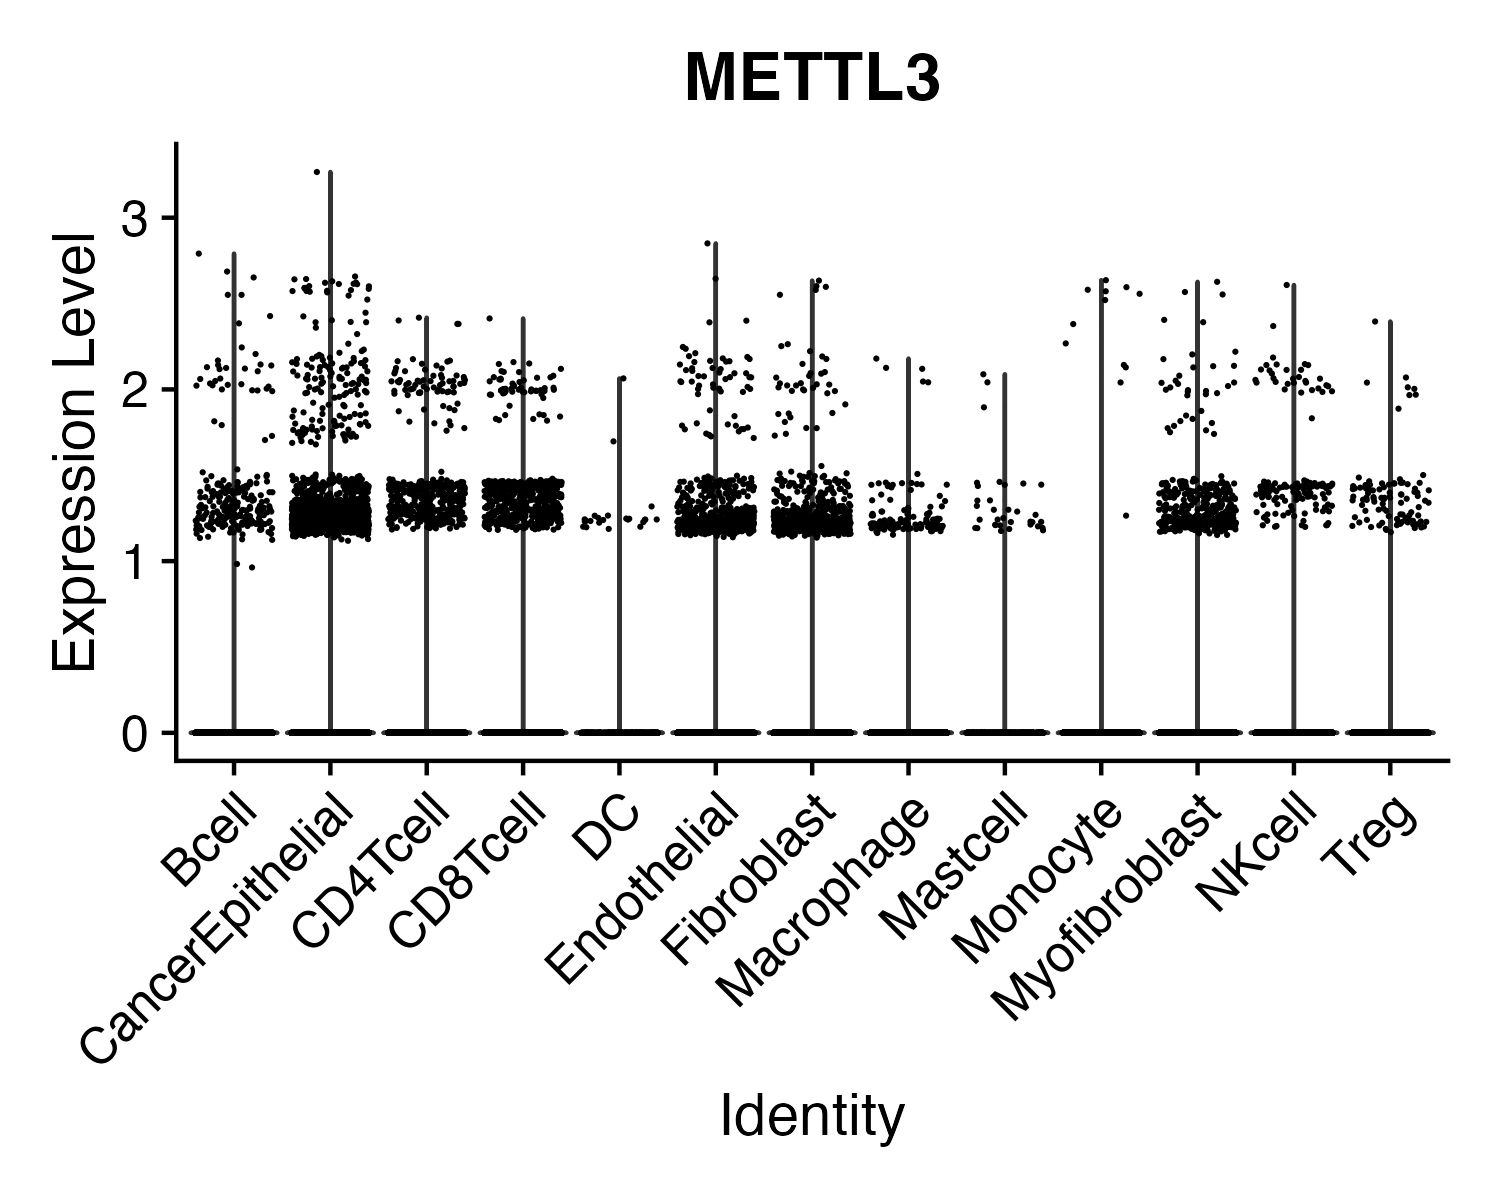 METTL3
Expression Level
3
2
1
0
Bcell
CancerEpithelial
CD4Tcell
CD8Tcell
DC
Endothelial
Fibroblast
Macrophage
Mastcell
Monocyte
Myofibroblast
NKcell
Treg
Identity